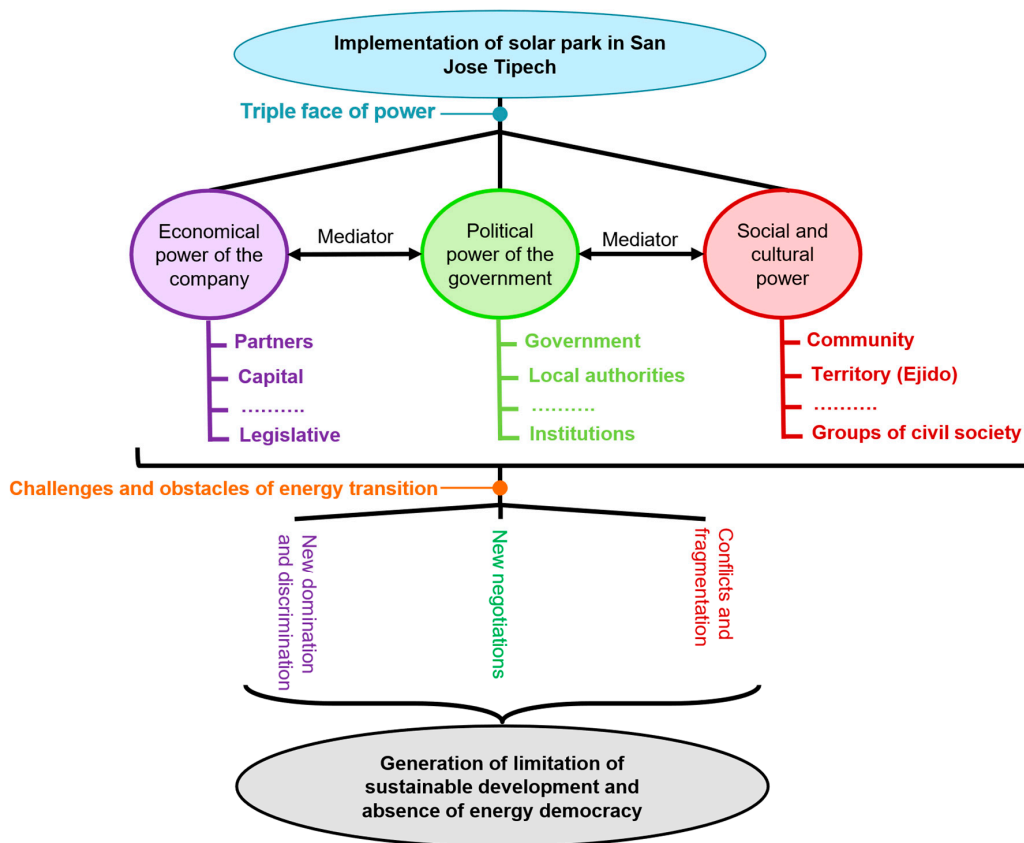 Implementation of solar park in San
Jose Tipech
Triple face of power
Economical
power of the
company
Mediator
Political
power of the
government
Mediator
Social and
cultural
power
Partners
Capital
..........
Legislative
Government
Local authorities
..........
Institutions
Community
Territory (Ejido)
..........
Groups of civil society
Challenges and obstacles of energy transition
New domination
and discrimination
New negotiations
Conflicts and
fragmentation
Generation of limitation of
sustainable development and
absence of energy democracy